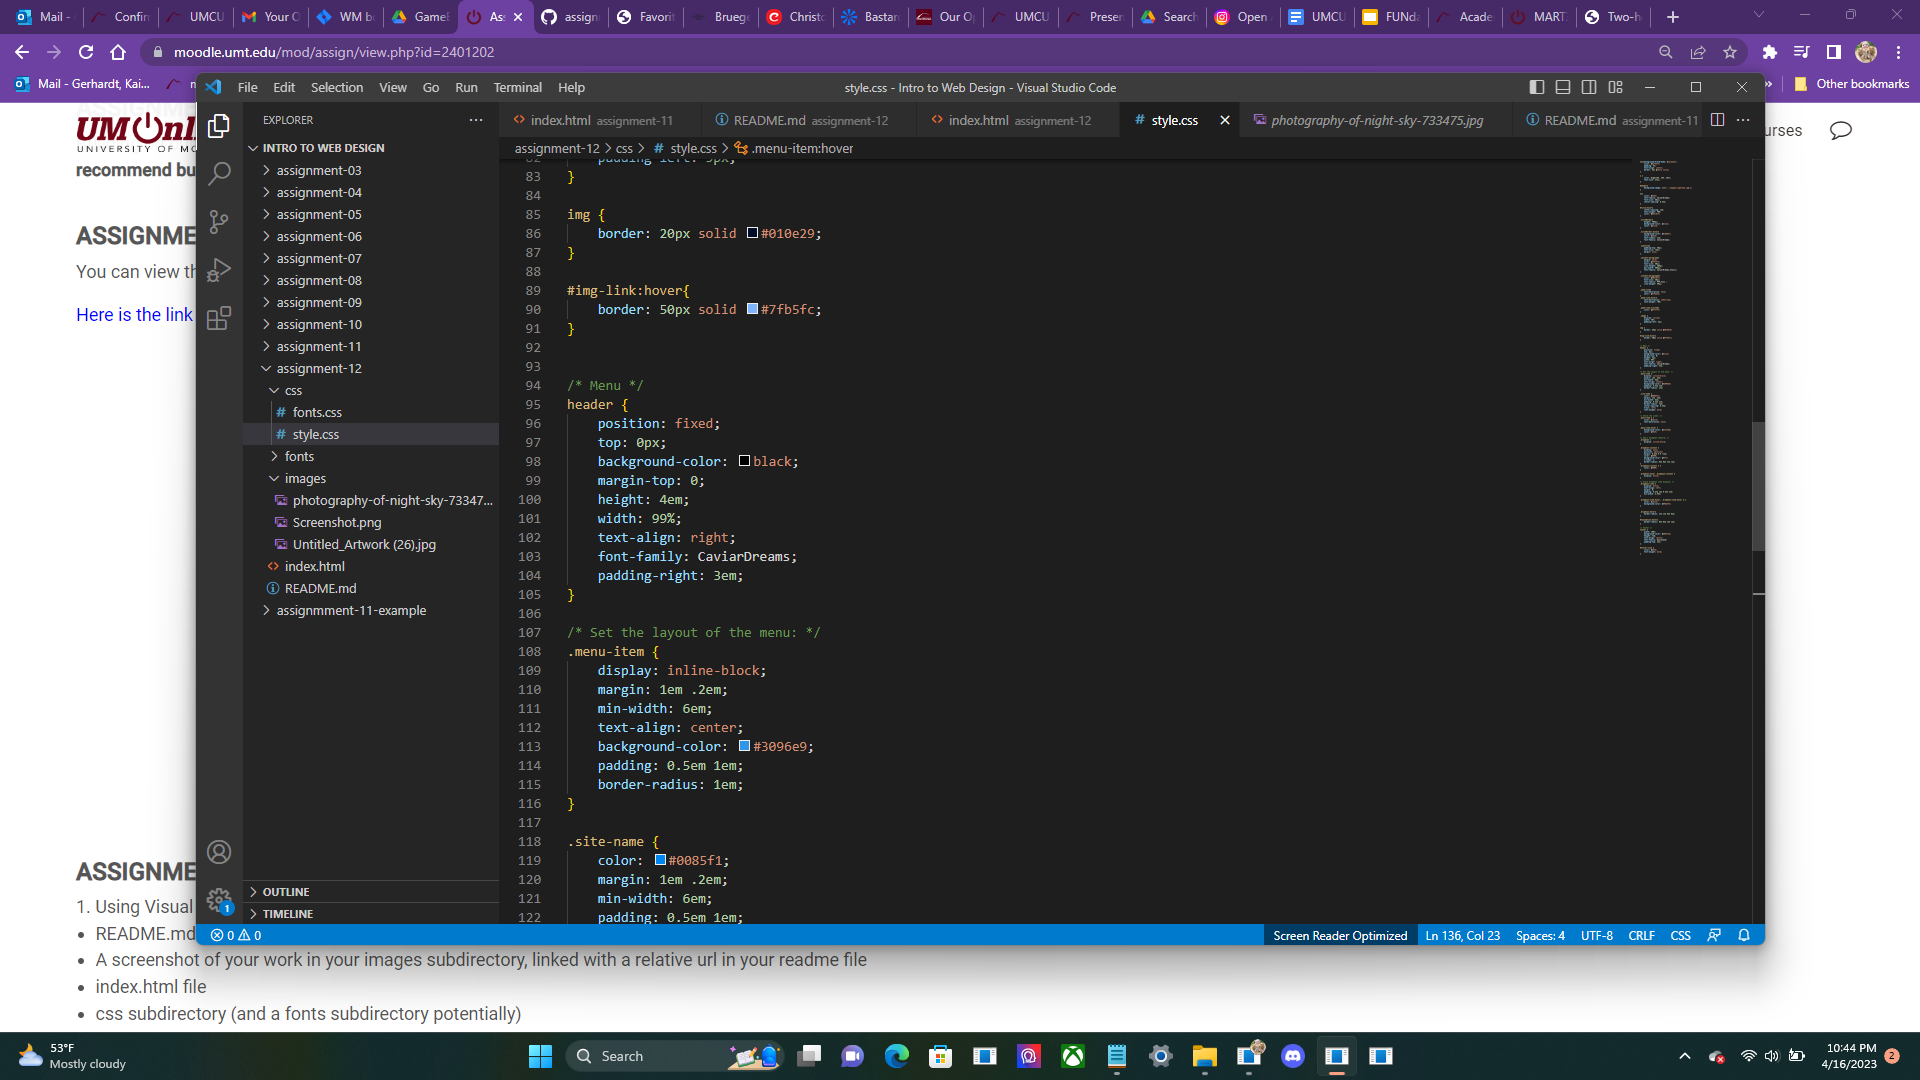 Mail -
Confirm
UMCU
Your O
WM b
GameF
As
assign
Favorit
Brueg
Christo
Bastan
Our Op
UMCU
Presen
Search
Open
UMCU
FUNda
Acade
MART
Two-h
moodle.umt.edu/mod/assign/view.php?id=2401202
Mail - Gerhardt, Kai...
Other bookmarks
UM
UNIVERSITY OF MO
recommend bu
urses
ASSIGNME
You can view th
Here is the link
ASSIGNME
1. Using Visual
• README.md
• A screenshot of your work in your images subdirectory, linked with a relative url in your readme file
• index.html file
• css subdirectory (and a fonts subdirectory potentially)
File Edit Selection View Go Run Terminal Help
style.css - Intro to Web Design - Visual Studio Code
EXPLORER
INTRO TO WEB DESIGN
assignment-03
assignment-04
assignment-05
assignment-06
assignment-07
assignment-08
assignment-09
assignment-10
assignment-11
assignment-12
css
# fonts.css
# style.css
fonts
images
photography-of-night-sky-73347...
Screenshot.png
Untitled_Artwork (26).jpg
<> index.html
README.md
assignmment-11-example
OUTLINE
TIMELINE
<> index.html assignment-11
README.md assignment-12
<> index.html assignment-12
# style.css
photography-of-night-sky-733475.jpg
README.md assignment-11
assignment-12 > css > # style.css > .menu-item:hover
82 padding-left: 5px;
83 }
84
85 img {
86 border: 20px solid #010e29;
87 }
88
89 #img-link:hover{
90 border: 50px solid #7fb5fc;
91 }
92
93
94 /* Menu */
95 header {
96 position: fixed;
97 top: 0px;
98 background-color: black;
99 margin-top: 0;
100 height: 4em;
101 width: 99%;
102 text-align: right;
103 font-family: CaviarDreams;
104 padding-right: 3em;
105 }
106
107 /* Set the layout of the menu: */
108 .menu-item {
109 display: inline-block;
110 margin: 1em .2em;
111 min-width: 6em;
112 text-align: center;
113 background-color: #3096e9;
114 padding: 0.5em 1em;
115 border-radius: 1em;
116 }
117
118 .site-name {
119 color: #0085f1;
120 margin: 1em .2em;
121 min-width: 6em;
122 padding: 0.5em 1em;
0 0
Screen Reader Optimized
Ln 136, Col 23
Spaces: 4
UTF-8
CRLF
CSS
1
53°F
Mostly cloudy
Search
10:44 PM
4/16/2023
2